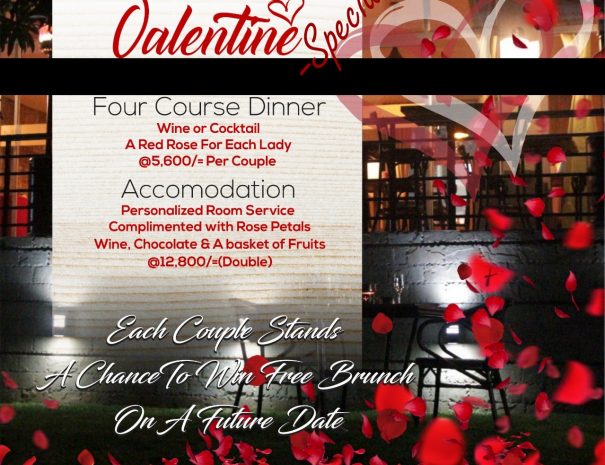 Valentine
-Special
Four Course Dinner
Wine or Cocktail
A Red Rose For Each Lady
@5,600/= Per Couple
Accomodation
Personalized Room Service
Complimented with Rose Petals
Wine, Chocolate & A basket of Fruits
@12,800/=(Double)
Each Couple Stands
A Chance To Win Free Brunch
On A Future Date